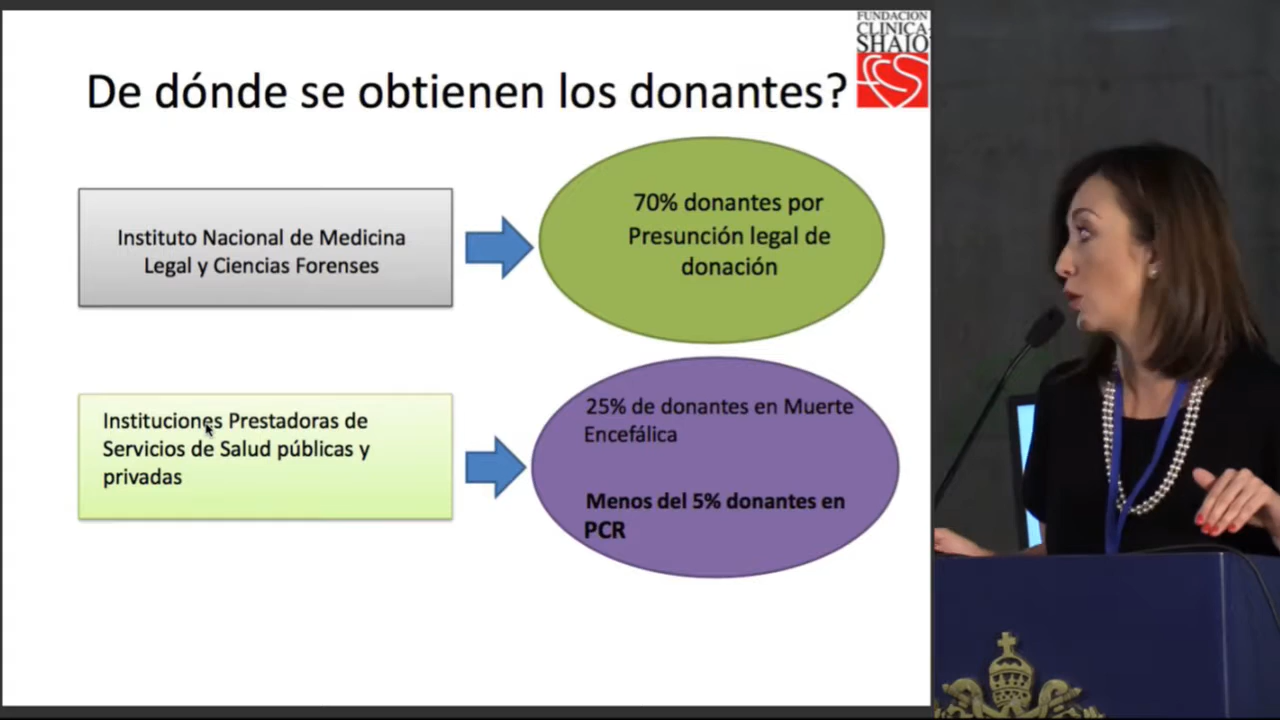 FUNDACION
CLINICA
SHAIO
De dónde se obtienen los donantes?
Instituto Nacional de Medicina
Legal y Ciencias Forenses
70% donantes por
Presunción legal de
donación
Instituciones Prestadoras de
Servicios de Salud públicas y
privadas
25% de donantes en Muerte
Encefálica
Menos del 5% donantes en
PCR